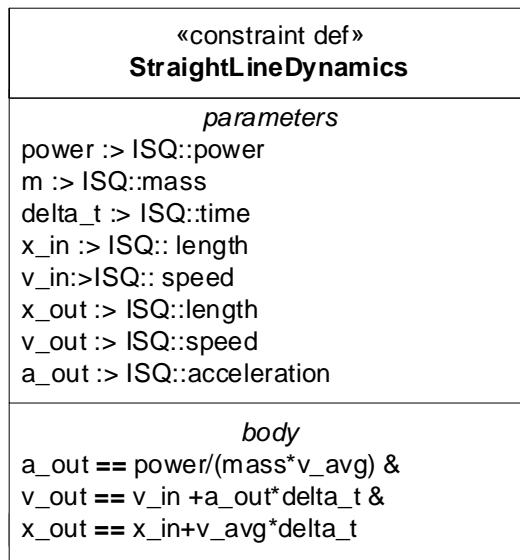 «constraint def»
StraightLineDynamics
parameters
power :> ISQ::power
m :> ISQ::mass
delta_t :> ISQ::time
x_in :> ISQ:: length
v_in:>ISQ:: speed
x_out :> ISQ::length
v_out :> ISQ::speed
a_out :> ISQ::acceleration
body
a_out == power/(mass*v_avg) &
v_out == v_in +a_out*delta_t &
x_out == x_in+v_avg*delta_t